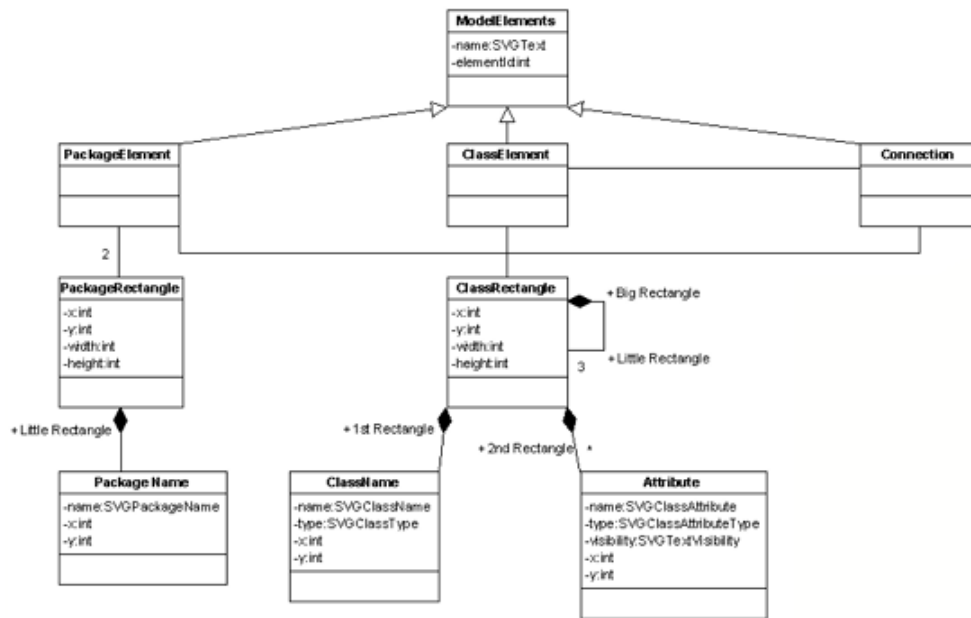 ModelElements
-name:SVGText
-elementId:int
PackageElement
ClassElement
Connection
2
PackageRectangle
-x:int
-y:int
-width:int
-height:int
ClassRectangle
-x:int
-y:int
-width:int
-height:int
+Big Rectangle
+Little Rectangle
3
+Little Rectangle
+1st Rectangle
+2nd Rectangle
*
Package Name
-name:SVGPackageName
-x:int
-y:int
ClassName
-name:SVGClassName
-type:SVGClassType
-x:int
-y:int
Attribute
-name:SVGClassAttribute
-type:SVGClassAttributeType
-visibility:SVGTextVisibility
-x:int
-y:int